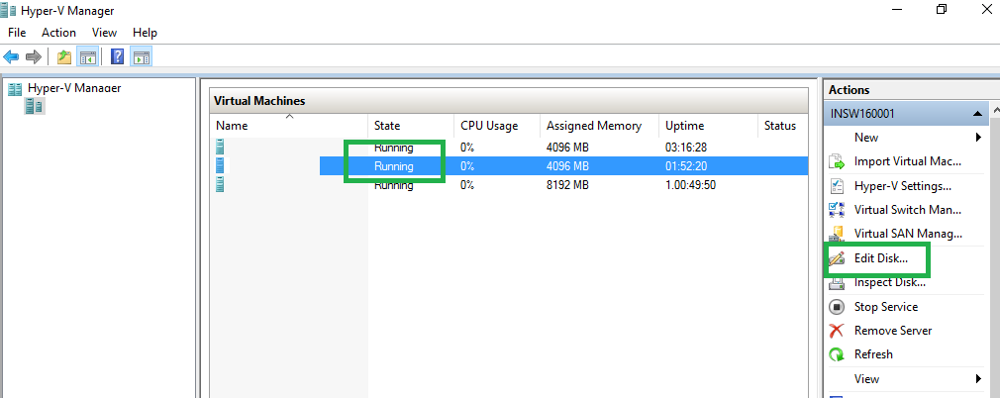 Hyper-V Manager
File Action View Help
Hyper-V Manager
Virtual Machines
Name State CPU Usage Assigned Memory Uptime Status
Running 0% 4096 MB 03:16:28
Running 0% 4096 MB 01:52:20
Running 0% 8192 MB 1.00:49:50
Actions
INSW160001
New
Import Virtual Mac...
Hyper-V Settings...
Virtual Switch Man...
Virtual SAN Manag...
Edit Disk...
Inspect Disk...
Stop Service
Remove Server
Refresh
View